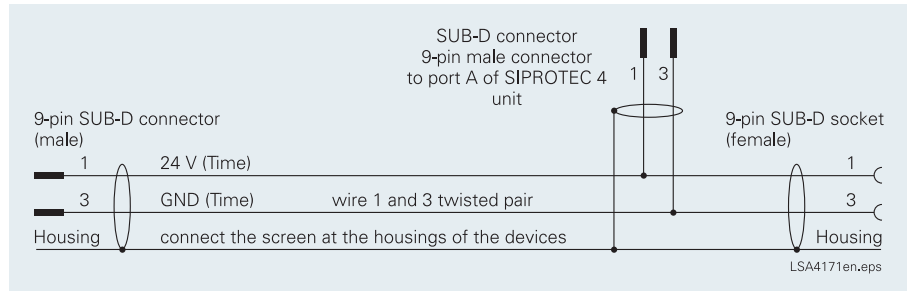 SUB-D connector
9-pin male connector
to port A of SIPROTEC 4
unit
1 3
9-pin SUB-D connector
(male)
9-pin SUB-D socket
(female)
1 24 V (Time) 1
3 GND (Time) wire 1 and 3 twisted pair 3
Housing connect the screen at the housings of the devices Housing
LSA4171en.eps